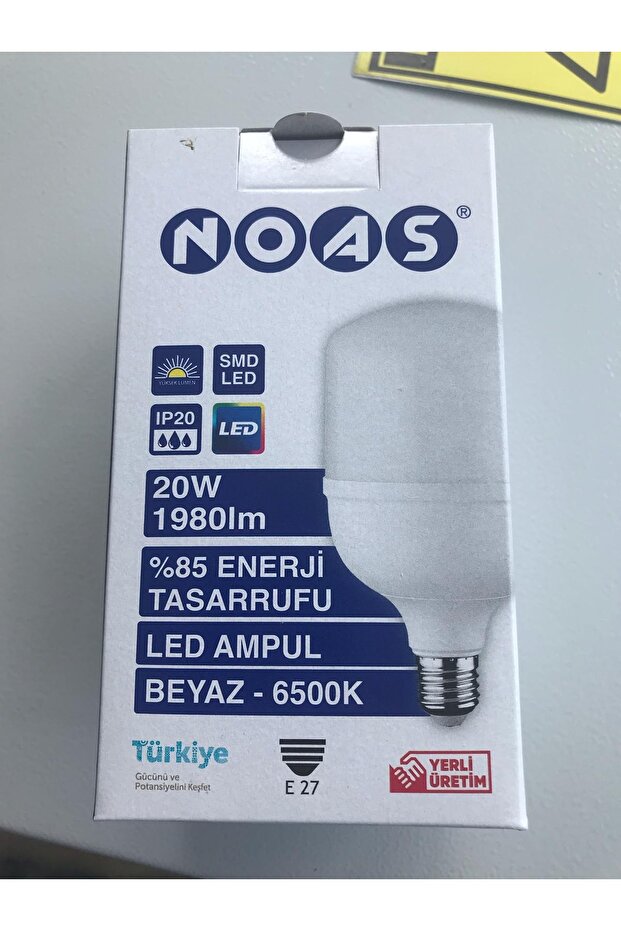 NOAS®
YÜKSEK LÜMEN
SMD
LED
IP20
LED
20W
1980lm
%85 ENERJİ
TASARRUFU
LED AMPUL
BEYAZ - 6500K
Türkiye
Gücünü ve
Potansiyelini Keşfet
E 27
YERLİ
ÜRETİM